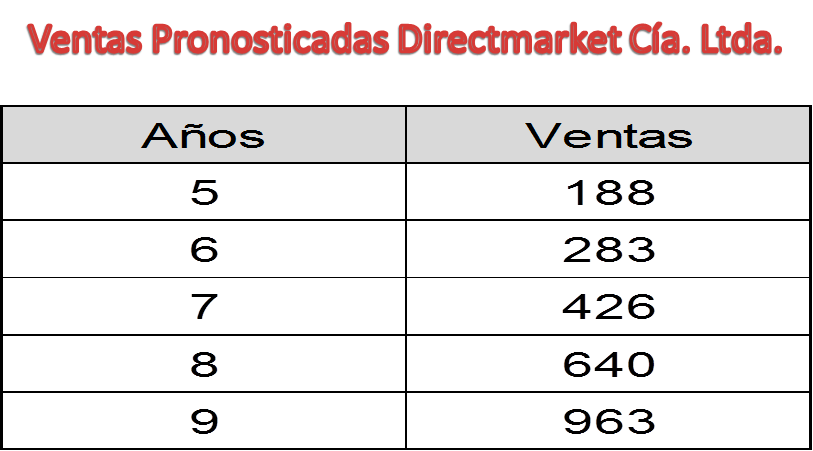 Ventas Pronosticadas Directmarket Cía. Ltda.
Años Ventas
5 188
6 283
7 426
8 640
9 963